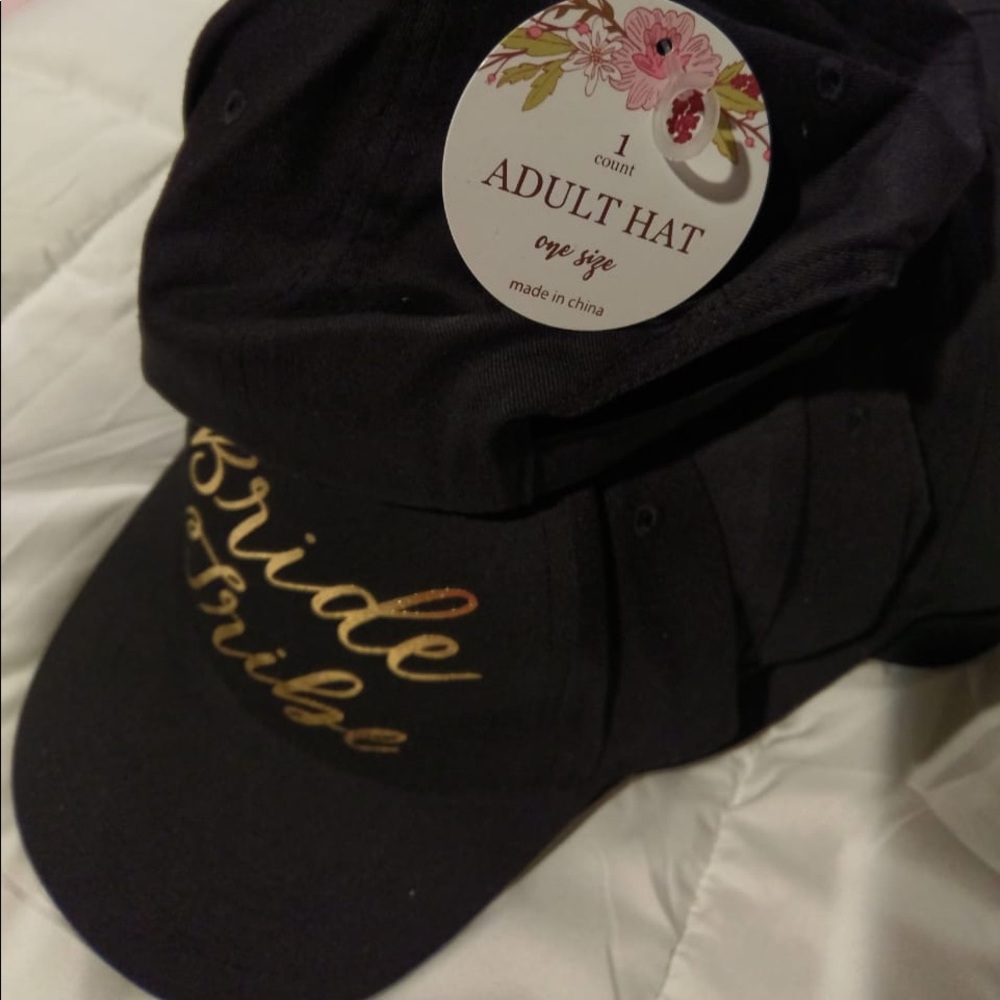 1
count
ADULT HAT
one size
made in china
Bride
Tribe